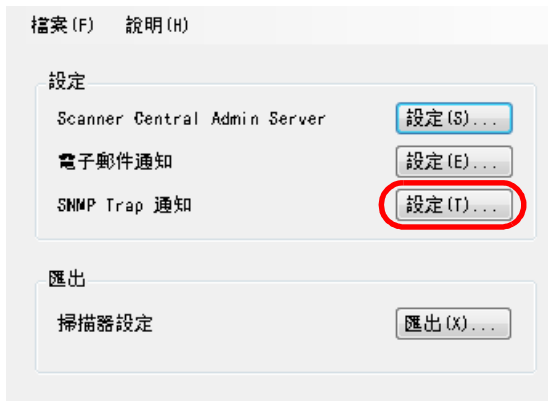 檔案(F) 說明(H)
設定
Scanner Central Admin Server 設定(S)...
電子郵件通知 設定(E)...
SNMP Trap 通知 設定(T)...
匯出
掃描器設定 匯出(X)...